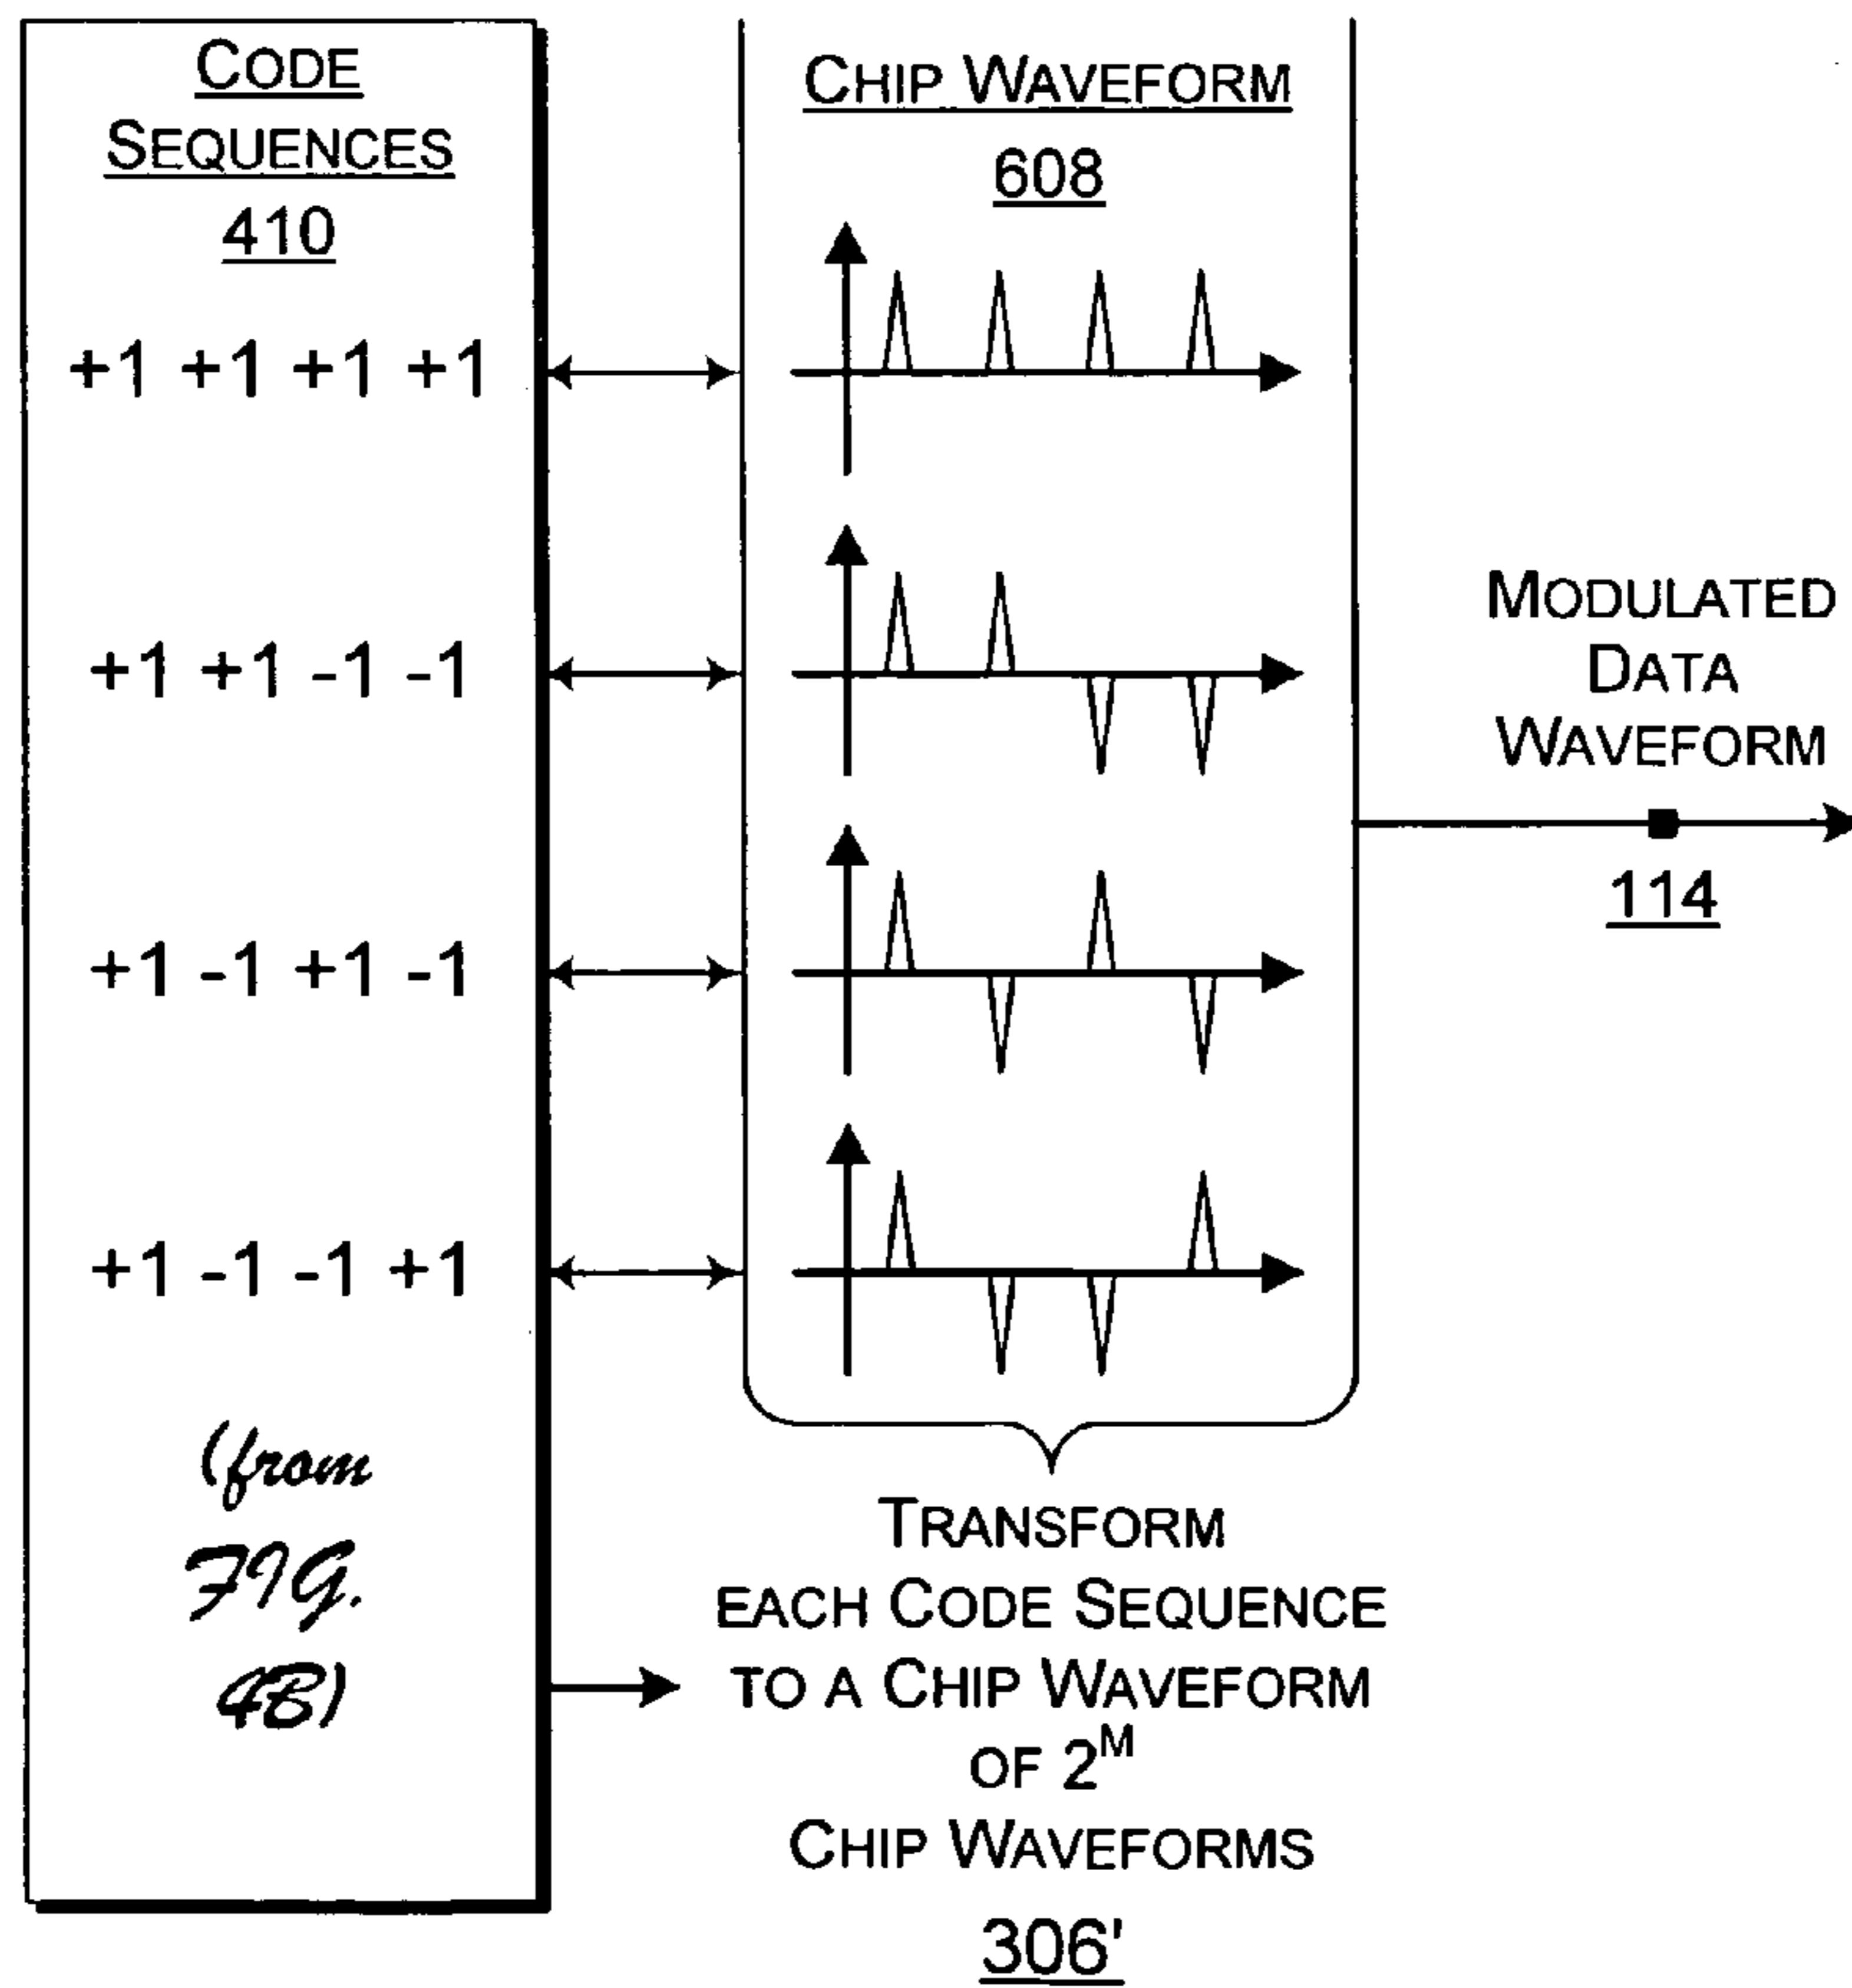 CODE
SEQUENCES
410
+1 +1 +1 +1
+1 +1 -1 -1
+1 -1 +1 -1
+1 -1 -1 +1
(from
FIG.
4B)
CHIP WAVEFORM
608
TRANSFORM
EACH CODE SEQUENCE
TO A CHIP WAVEFORM
OF 2^M
CHIP WAVEFORMS
306'
MODULATED
DATA
WAVEFORM
114